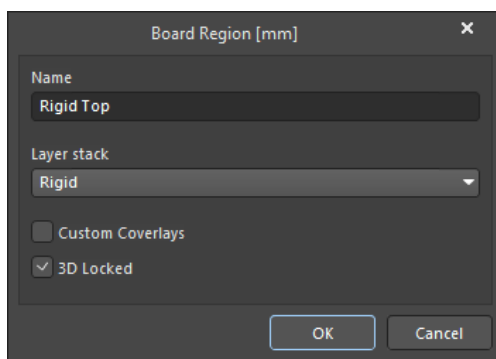 Board Region [mm]
Name
Rigid Top
Layer stack
Rigid
Custom Coverlays
3D Locked
OK Cancel